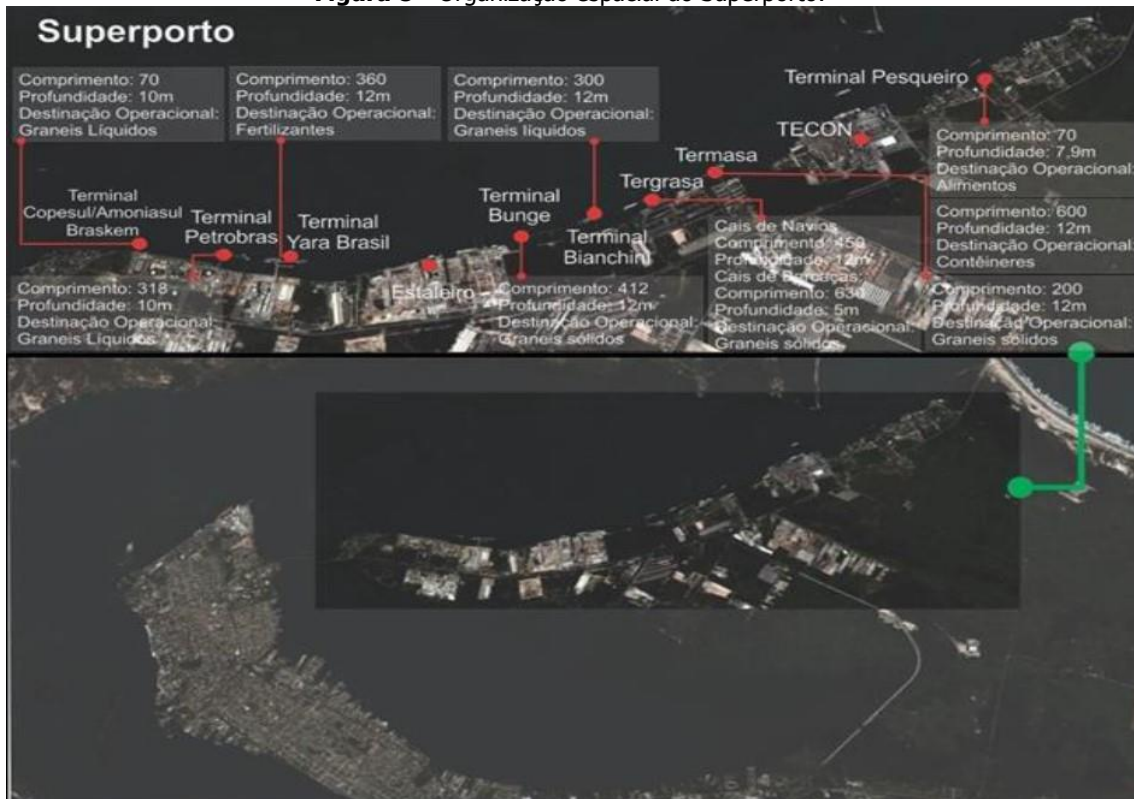 Superporto
Comprimento: 70
Profundidade: 10m
Destinação Operacional:
Graneis Líquidos
Comprimento: 360
Profundidade: 12m
Destinação Operacional:
Fertilizantes
Comprimento: 300
Profundidade: 12m
Destinação Operacional:
Graneis líquidos
Terminal Pesqueiro
TECON
Termasa
Tergrasa
Terminal
Bunge
Terminal
Bianchini
Terminal
Copesul/Amoniasul
Braskem
Terminal
Petrobras
Terminal
Yara Brasil
Estaleiro
Comprimento: 70
Profundidade: 7,9m
Destinação Operacional:
Alimentos
Comprimento: 600
Profundidade: 12m
Destinação Operacional:
Contêineres
Comprimento: 200
Profundidade: 12m
Destinação Operacional:
Graneis sólidos
Cais de Navios
Comprimento: 450
Profundidade: 12m
Cais de Barcaças
Comprimento: 630
Profundidade: 5m
Destinação Operacional:
Graneis sólidos
Comprimento: 412
Profundidade: 12m
Destinação Operacional:
Graneis sólidos
Comprimento: 318
Profundidade: 10m
Destinação Operacional:
Graneis Líquidos